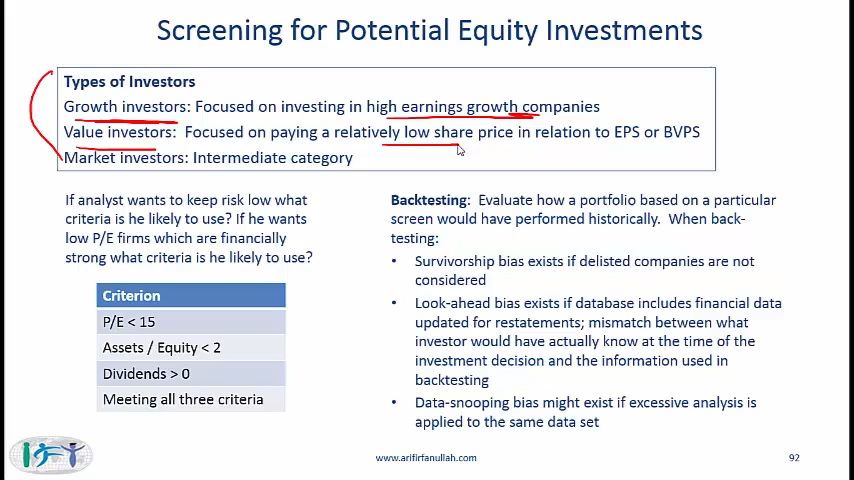 Screening for Potential Equity Investments
Types of Investors
Growth investors: Focused on investing in high earnings growth companies
Value investors: Focused on paying a relatively low share price in relation to EPS or BVPS
Market investors: Intermediate category
If analyst wants to keep risk low what
criteria is he likely to use? If he wants
low P/E firms which are financially
strong what criteria is he likely to use?
Criterion
P/E < 15
Assets / Equity < 2
Dividends > 0
Meeting all three criteria
Backtesting: Evaluate how a portfolio based on a particular
screen would have performed historically. When back-
testing:
• Survivorship bias exists if delisted companies are not
considered
• Look-ahead bias exists if database includes financial data
updated for restatements; mismatch between what
investor would have actually know at the time of the
investment decision and the information used in
backtesting
• Data-snooping bias might exist if excessive analysis is
applied to the same data set
www.arifirfanullah.com
92